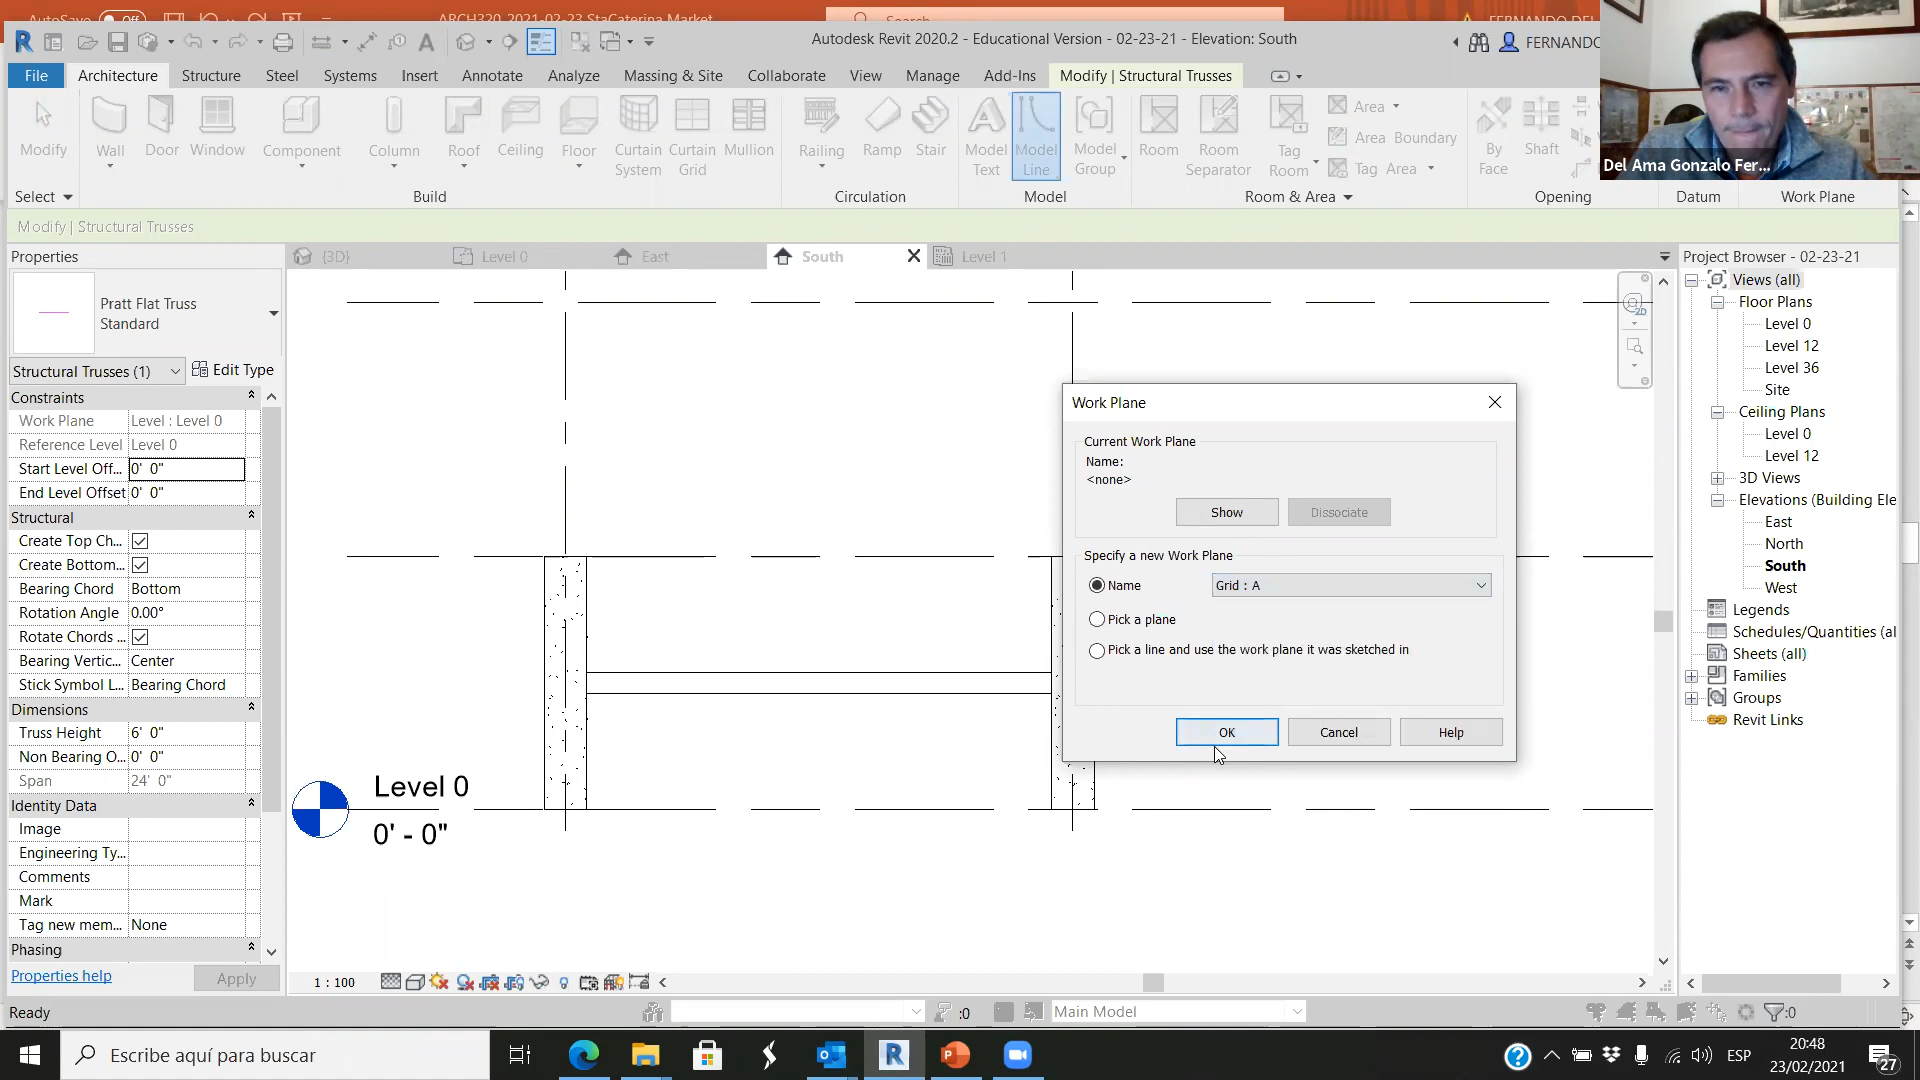 AutoSave Off
ARCH320_2021-02-23 StaCaterina Market
Search
FERNANDO DEL
Autodesk Revit 2020.2 - Educational Version - 02-23-21 - Elevation: South
FERNANDO
File Architecture Structure Steel Systems Insert Annotate Analyze Massing & Site Collaborate View Manage Add-Ins Modify | Structural Trusses
Modify
Wall
Door
Window
Component
Column
Roof
Ceiling
Floor
Curtain System
Curtain Grid
Mullion
Railing
Ramp
Stair
Model Text
Model Line
Model Group
Room
Room Separator
Tag Room
Area
Area Boundary
Tag Area
By Face
Shaft
Del Ama Gonzalo Fer...
Select
Build
Circulation
Model
Room & Area
Opening
Datum
Work Plane
Modify | Structural Trusses
Properties
{3D}
Level 0
East
South
Level 1
Project Browser - 02-23-21
Pratt Flat Truss
Standard
Structural Trusses (1)
Edit Type
Constraints
Work Plane Level : Level 0
Reference Level Level 0
Start Level Off... 0' 0"
End Level Offset 0' 0"
Structural
Create Top Ch...
Create Bottom...
Bearing Chord Bottom
Rotation Angle 0.00°
Rotate Chords ...
Bearing Vertic... Center
Stick Symbol L... Bearing Chord
Dimensions
Truss Height 6' 0"
Non Bearing O... 0' 0"
Span 24' 0"
Identity Data
Image
Engineering Ty...
Comments
Mark
Tag new mem... None
Phasing
Properties help
Apply
Level 0
0' - 0"
2D
Work Plane
Current Work Plane
Name:
<none>
Show
Dissociate
Specify a new Work Plane
Name
Grid : A
Pick a plane
Pick a line and use the work plane it was sketched in
OK
Cancel
Help
Views (all)
Floor Plans
Level 0
Level 12
Level 36
Site
Ceiling Plans
Level 0
Level 12
3D Views
Elevations (Building Ele
East
North
South
West
Legends
Schedules/Quantities (al
Sheets (all)
Families
Groups
Revit Links
1 : 100
Ready
:0
Main Model
:0
Escribe aquí para buscar
ESP
20:48
23/02/2021
27